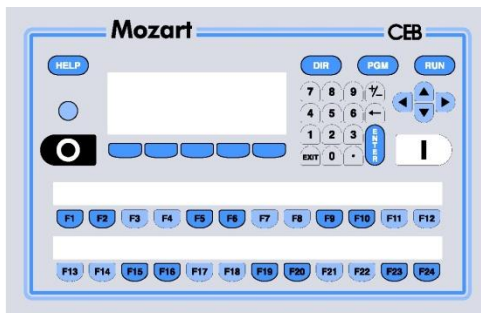 Mozart CEB
HELP DIR PGM RUN
7 8 9 +/-
4 5 6 ←
O 1 2 3 ENTER I
EXIT 0 ·
F1 F2 F3 F4 F5 F6 F7 F8 F9 F10 F11 F12
F13 F14 F15 F16 F17 F18 F19 F20 F21 F22 F23 F24